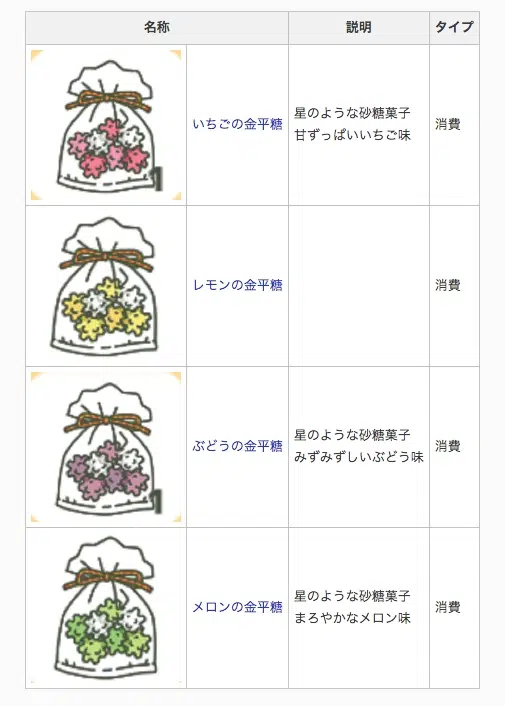 名称 説明 タイプ
1
いちごの金平糖
星のような砂糖菓子
甘ずっぱいいちご味
消費
レモンの金平糖
消費
1
ぶどうの金平糖
星のような砂糖菓子
みずみずしいぶどう味
消費
メロンの金平糖
星のような砂糖菓子
まろやかなメロン味
消費